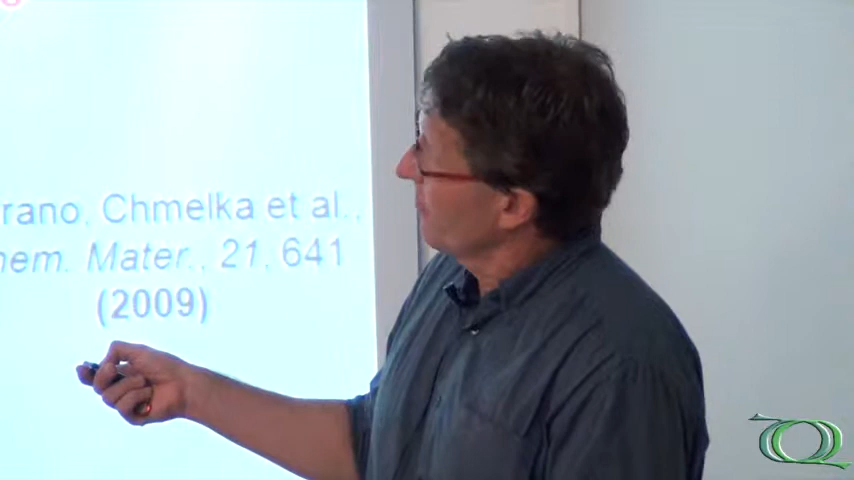 rano, Chmelka et al.,
hem. Mater., 21, 641
(2009)